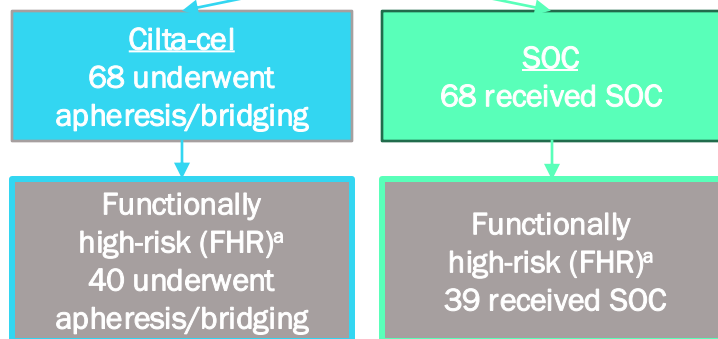 Cilta-cel
68 underwent
apheresis/bridging
SOC
68 received SOC
Functionally
high-risk (FHR)ᵃ
40 underwent
apheresis/bridging
Functionally
high-risk (FHR)ᵃ
39 received SOC